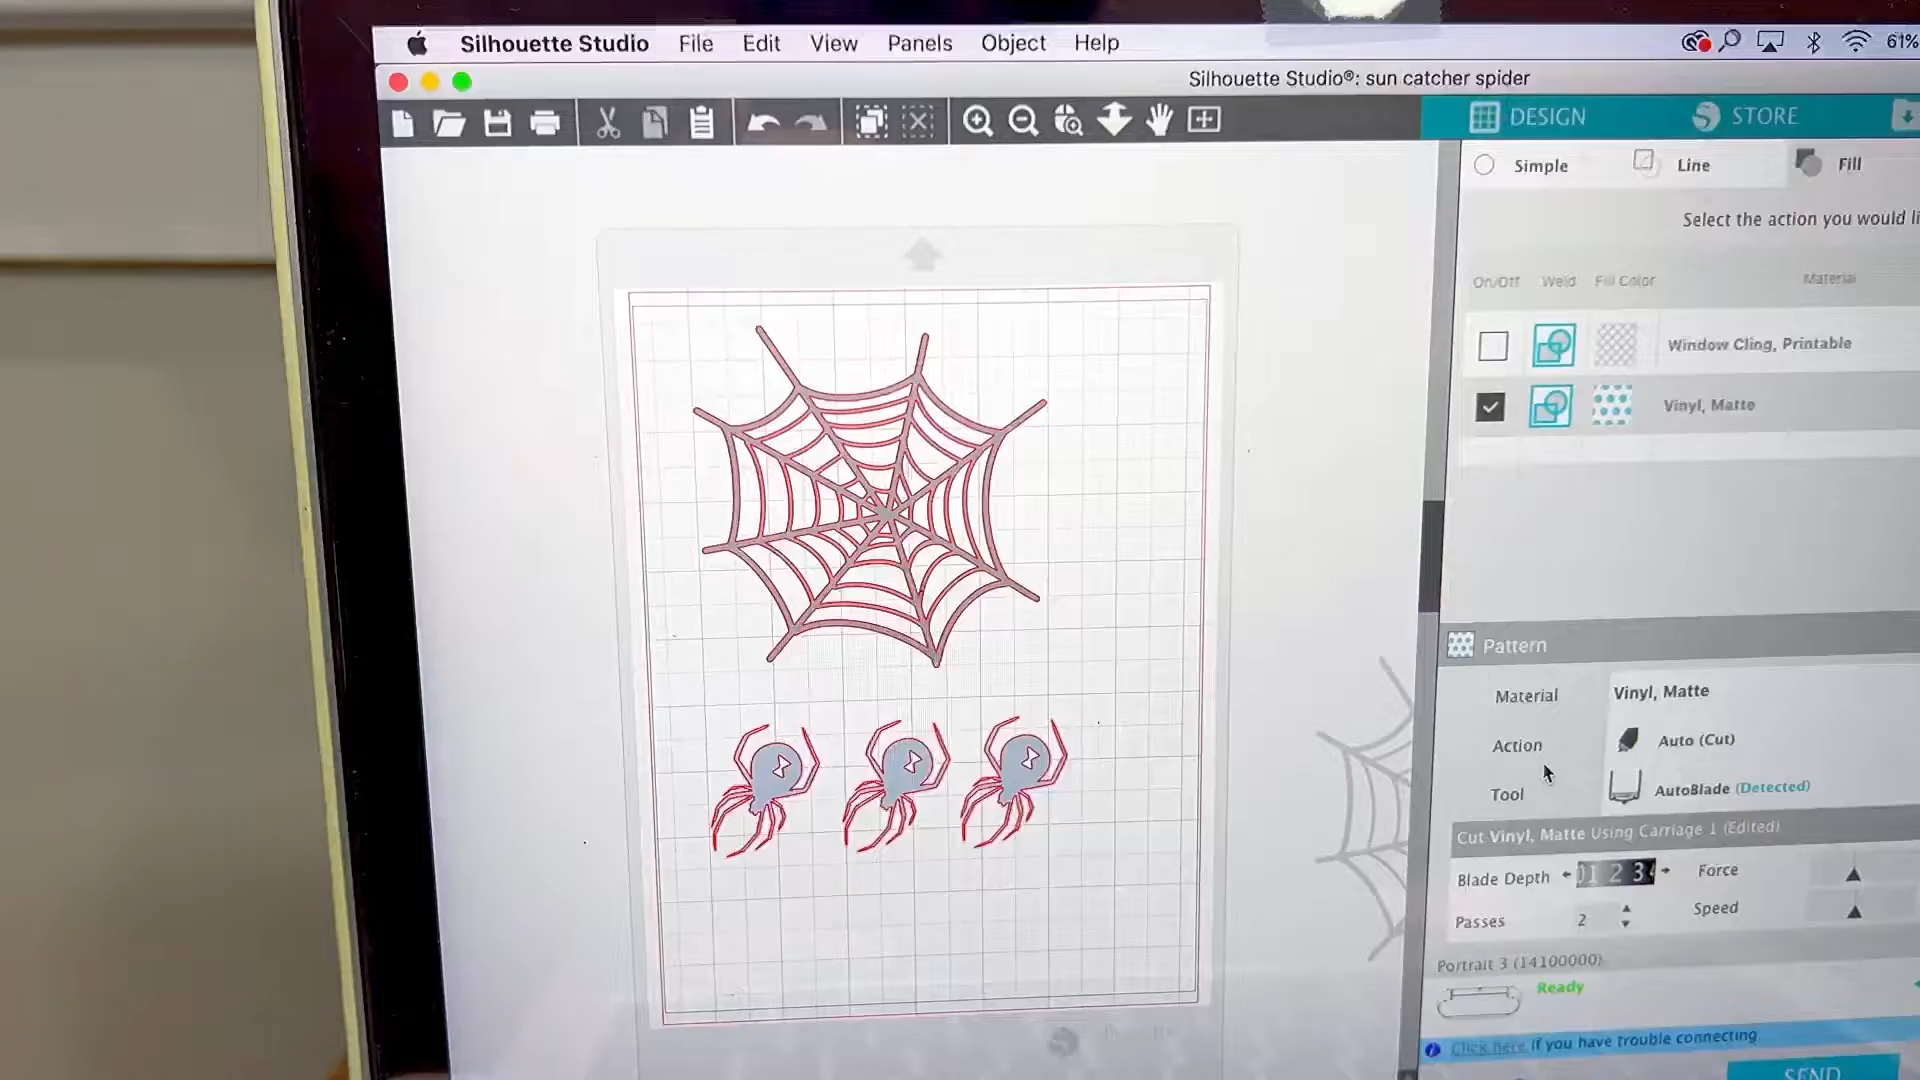 Silhouette Studio File Edit View Panels Object Help 61%
Silhouette Studio®: sun catcher spider
DESIGN STORE
Simple Line Fill
Select the action you would li
On/Off Weld Fill Color Material
Window Cling, Printable
Vinyl, Matte
Pattern
Material Vinyl, Matte
Action Auto (Cut)
Tool AutoBlade (Detected)
Cut Vinyl, Matte Using Carriage 1 (Edited)
Blade Depth 01 2 3 Force
Passes 2 Speed
Portrait 3 (14100000)
Ready
Click here if you have trouble connecting
SEND